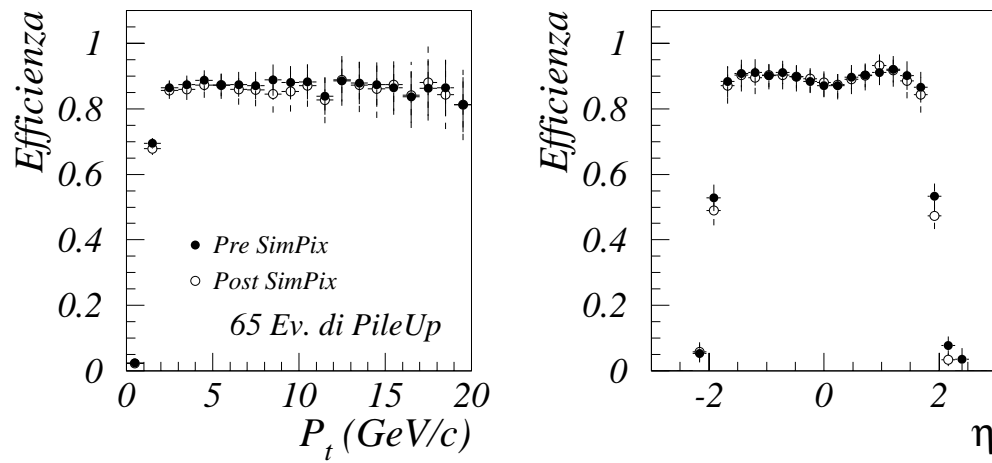 Efficienza
1
0.8
0.6
0.4
0.2
0
Pre SimPix
Post SimPix
65 Ev. di PileUp
0 5 10 15 20
P_t (GeV/c)
Efficienza
1
0.8
0.6
0.4
0.2
0
-2 0 2
η